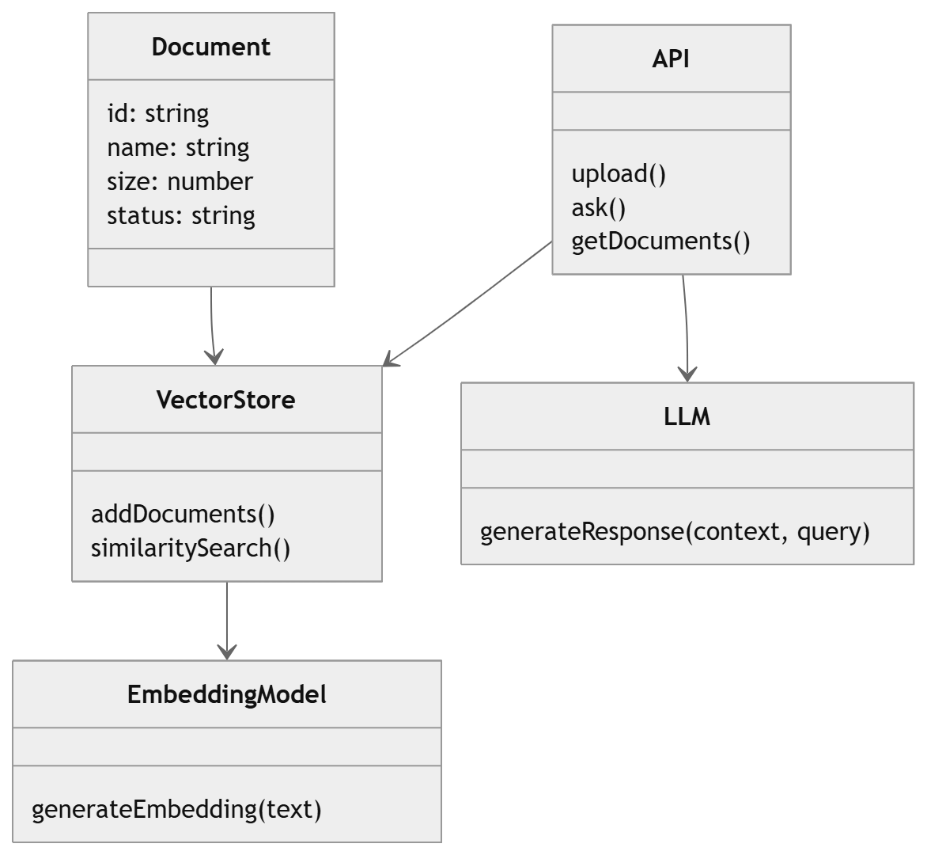 Document
id: string
name: string
size: number
status: string
API
upload()
ask()
getDocuments()
VectorStore
addDocuments()
similaritySearch()
LLM
generateResponse(context, query)
EmbeddingModel
generateEmbedding(text)